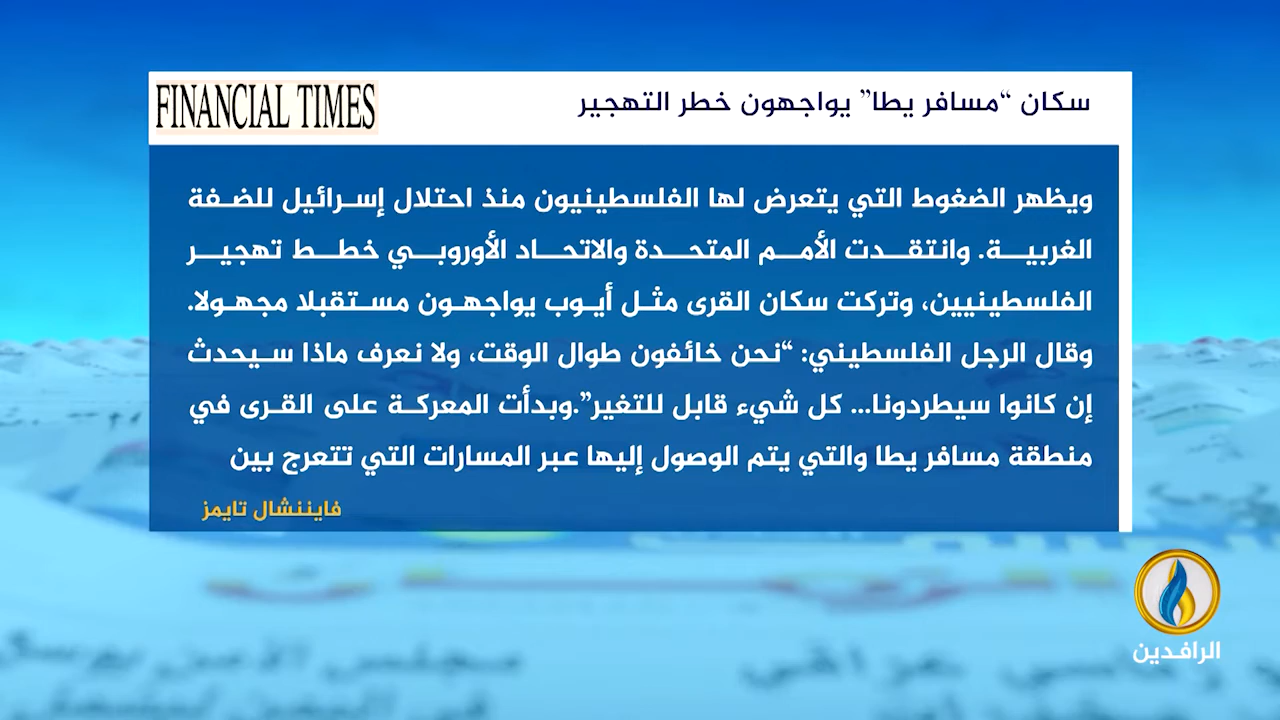 FINANCIAL TIMES
سكان “مسافر يطا” يواجهون خطر التهجير
ويظهر الضغوط التي يتعرض لها الفلسطينيون منذ احتلال إسرائيل للضفة
الغربية. وانتقدت الأمم المتحدة والاتحاد الأوروبي خطط تهجير
الفلسطينيين، وتركت سكان القرى مثل أيوب يواجهون مستقبلا مجهولا.
وقال الرجل الفلسطيني: “نحن خائفون طوال الوقت، ولا نعرف ماذا سيحدث
إن كانوا سيطردونا... كل شيء قابل للتغير”.وبدأت المعركة على القرى في
منطقة مسافر يطا والتي يتم الوصول إليها عبر المسارات التي تتعرج بين
فايننشال تايمز
الرافدين
مجلس الأمن